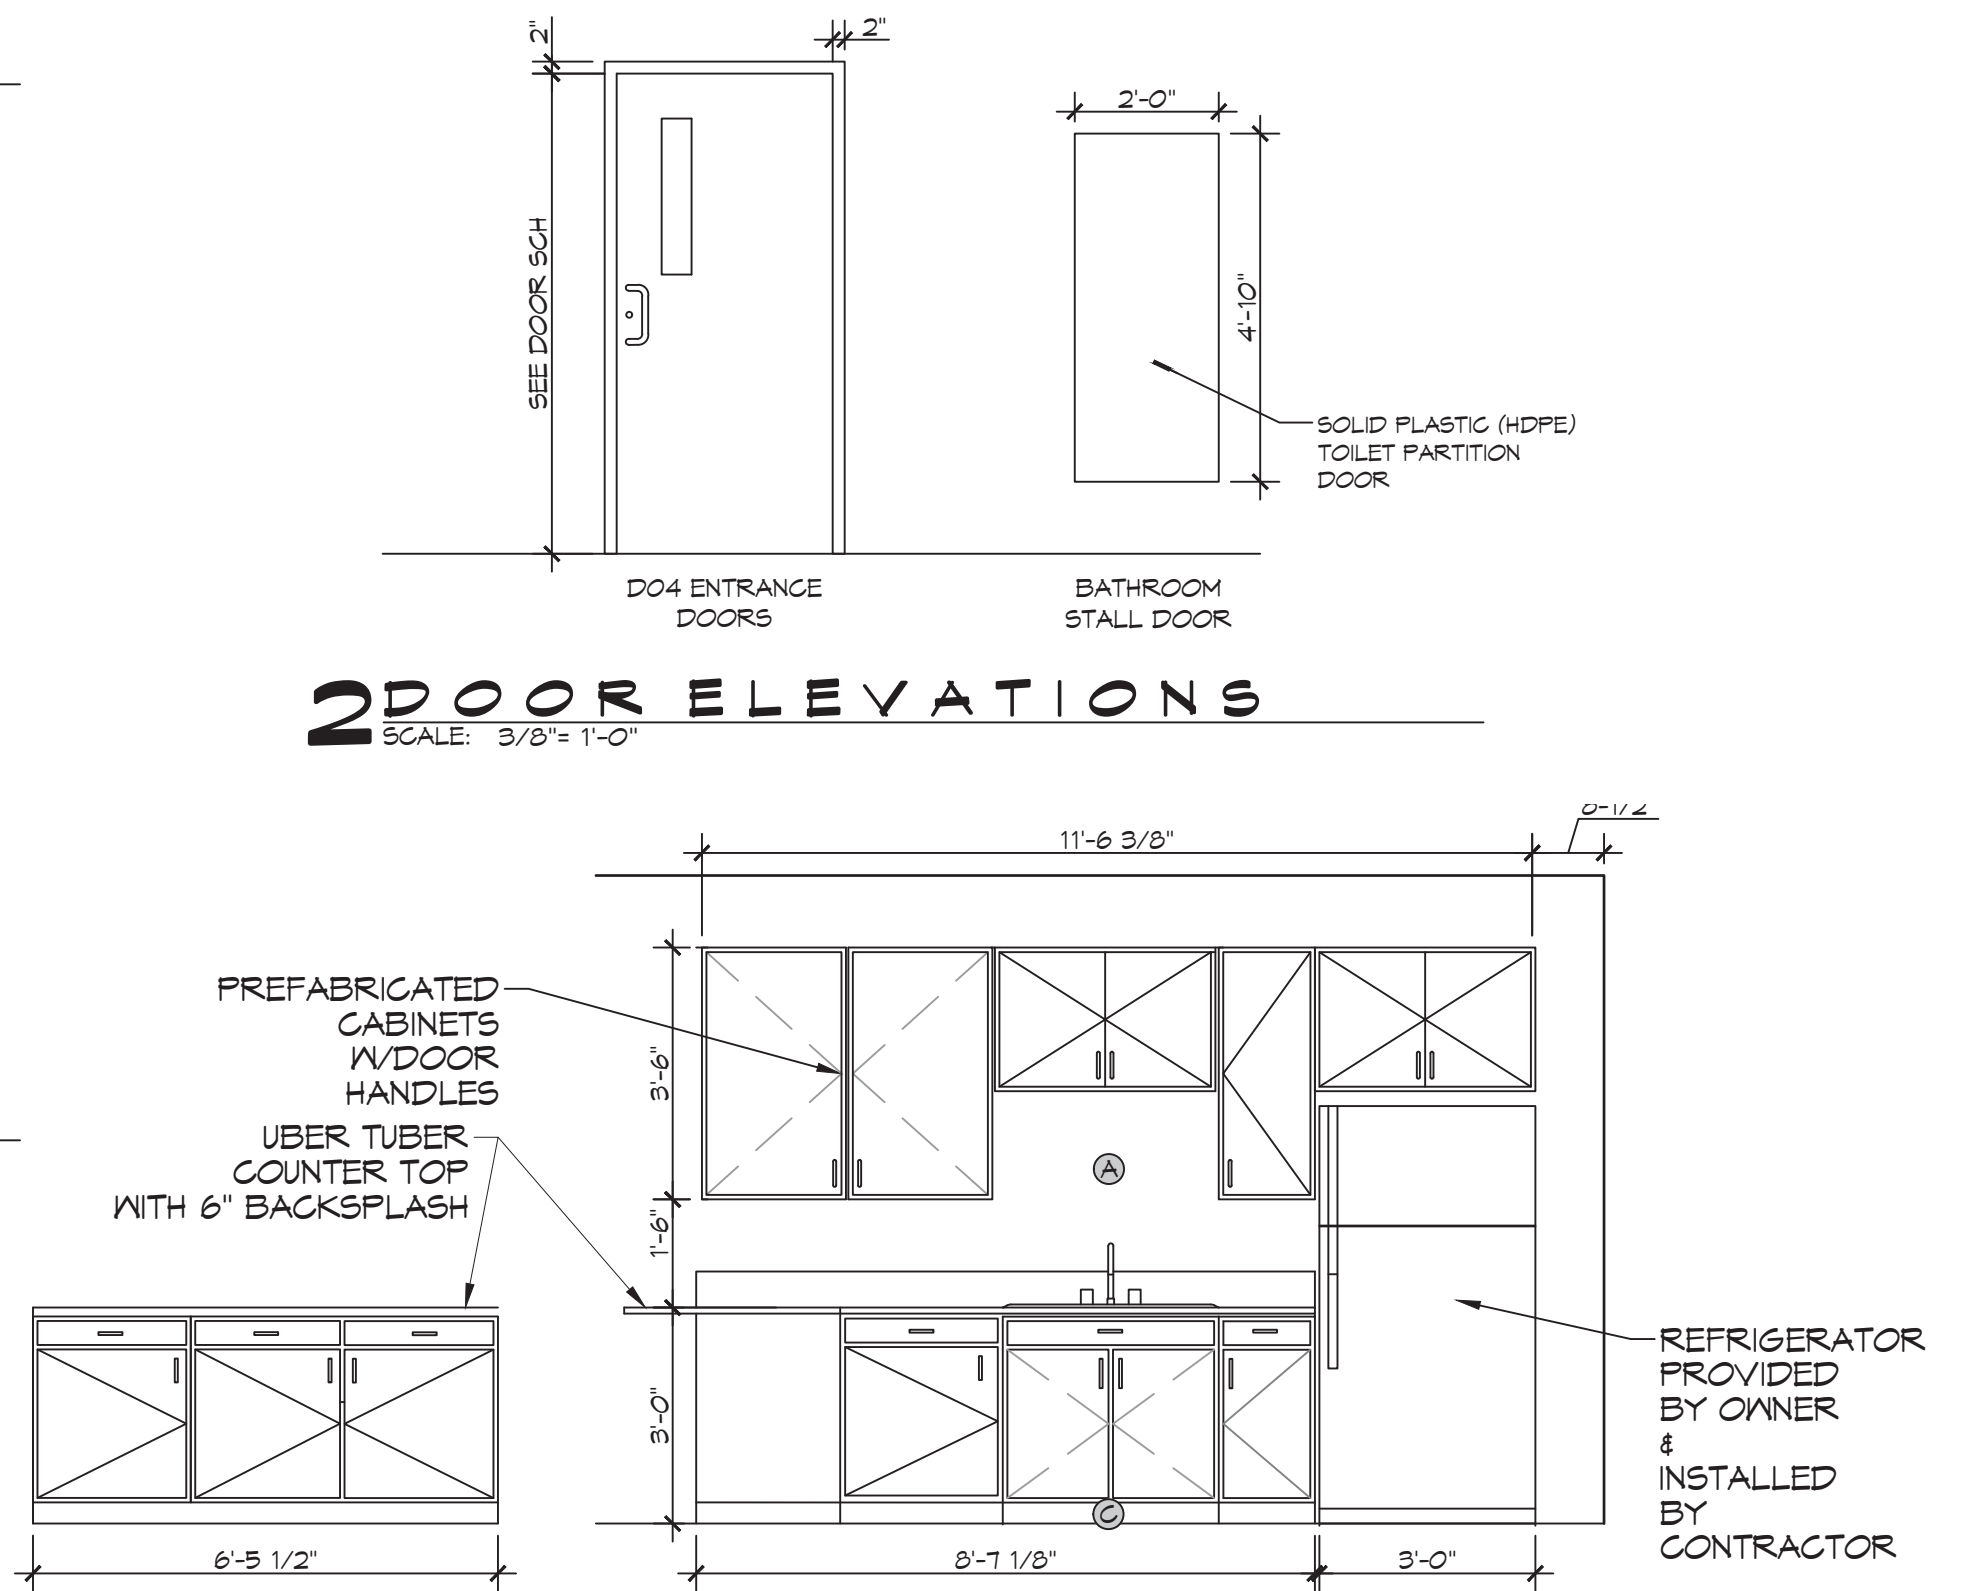 2"
2"
SEE DOOR SCH
2'-0"
4'-10"
SOLID PLASTIC (HDPE)
TOILET PARTITION
DOOR
D04 ENTRANCE
DOORS
BATHROOM
STALL DOOR
2 DOOR ELEVATIONS
SCALE: 3/8"= 1'-0"
11'-6 3/8"
PREFABRICATED
CABINETS
W/DOOR
HANDLES
3'-6"
UBER TUBER
COUNTER TOP
WITH 6" BACKSPLASH
A
1'-6"
3'-0"
REFRIGERATOR
PROVIDED
BY OWNER
&
INSTALLED
BY
CONTRACTOR
C
6'-5 1/2"
8'-7 1/8"
3'-0"